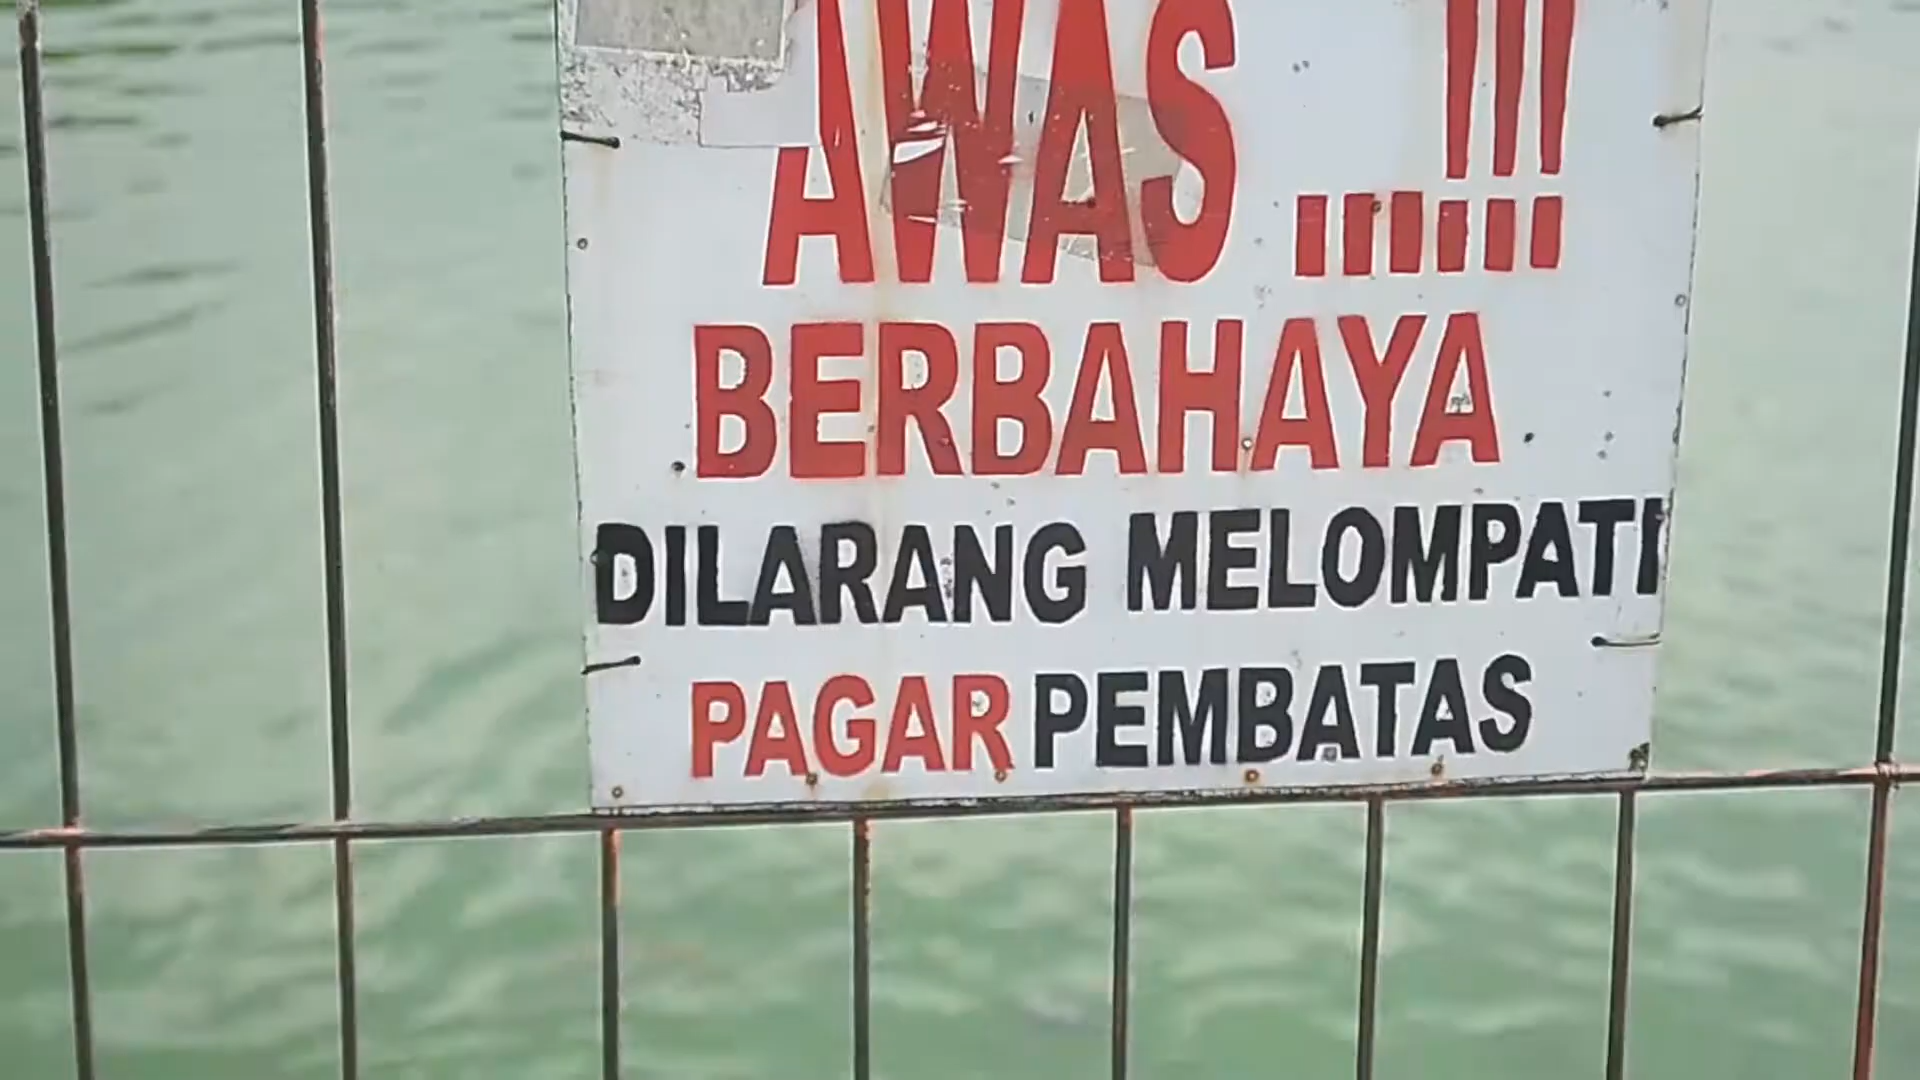 AWAS ......!!!
BERBAHAYA
DILARANG MELOMPATI
PAGAR PEMBATAS